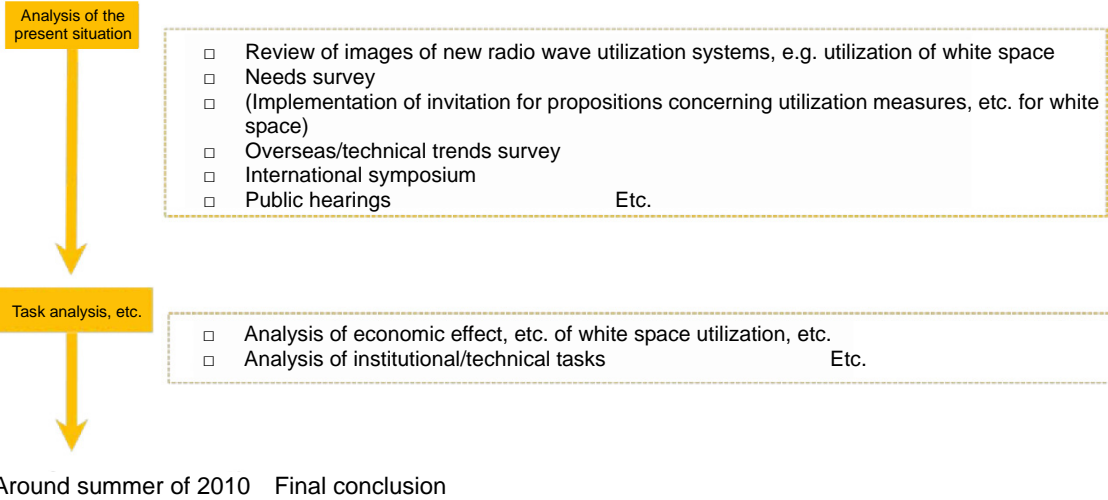 Analysis of the
present situation
□ Review of images of new radio wave utilization systems, e.g. utilization of white space
□ Needs survey
□ (Implementation of invitation for propositions concerning utilization measures, etc. for white
space)
□ Overseas/technical trends survey
□ International symposium
□ Public hearings Etc.
Task analysis, etc.
□ Analysis of economic effect, etc. of white space utilization, etc.
□ Analysis of institutional/technical tasks Etc.
Around summer of 2010 Final conclusion